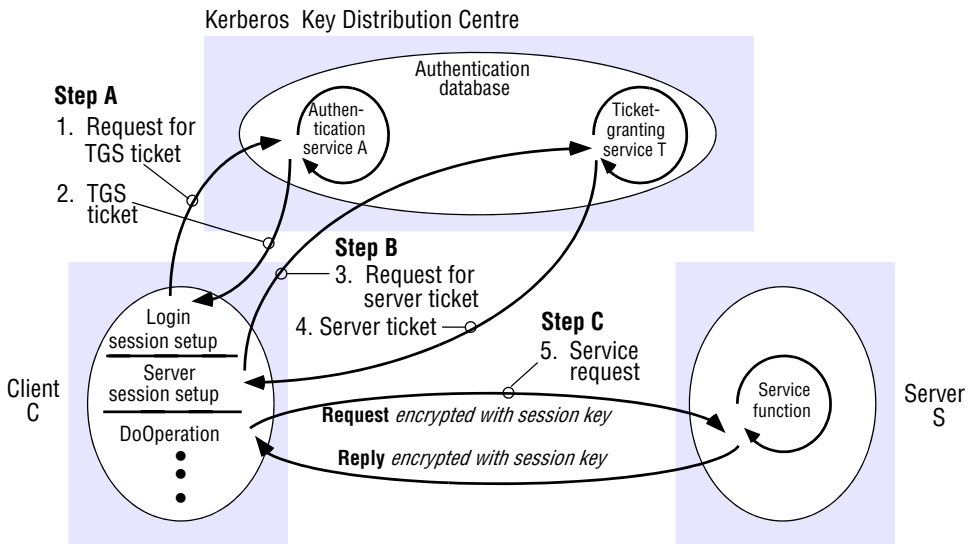 Kerberos Key Distribution Centre
Authentication
database
Step A
1. Request for
TGS ticket
Authen-
tication
service A
Ticket-
granting
service T
2. TGS
ticket
Step B
3. Request for
server ticket
4. Server ticket
Step C
5. Service
request
Login
session setup
Server
session setup
DoOperation
Client
C
Request encrypted with session key
Reply encrypted with session key
Service
function
Server
S